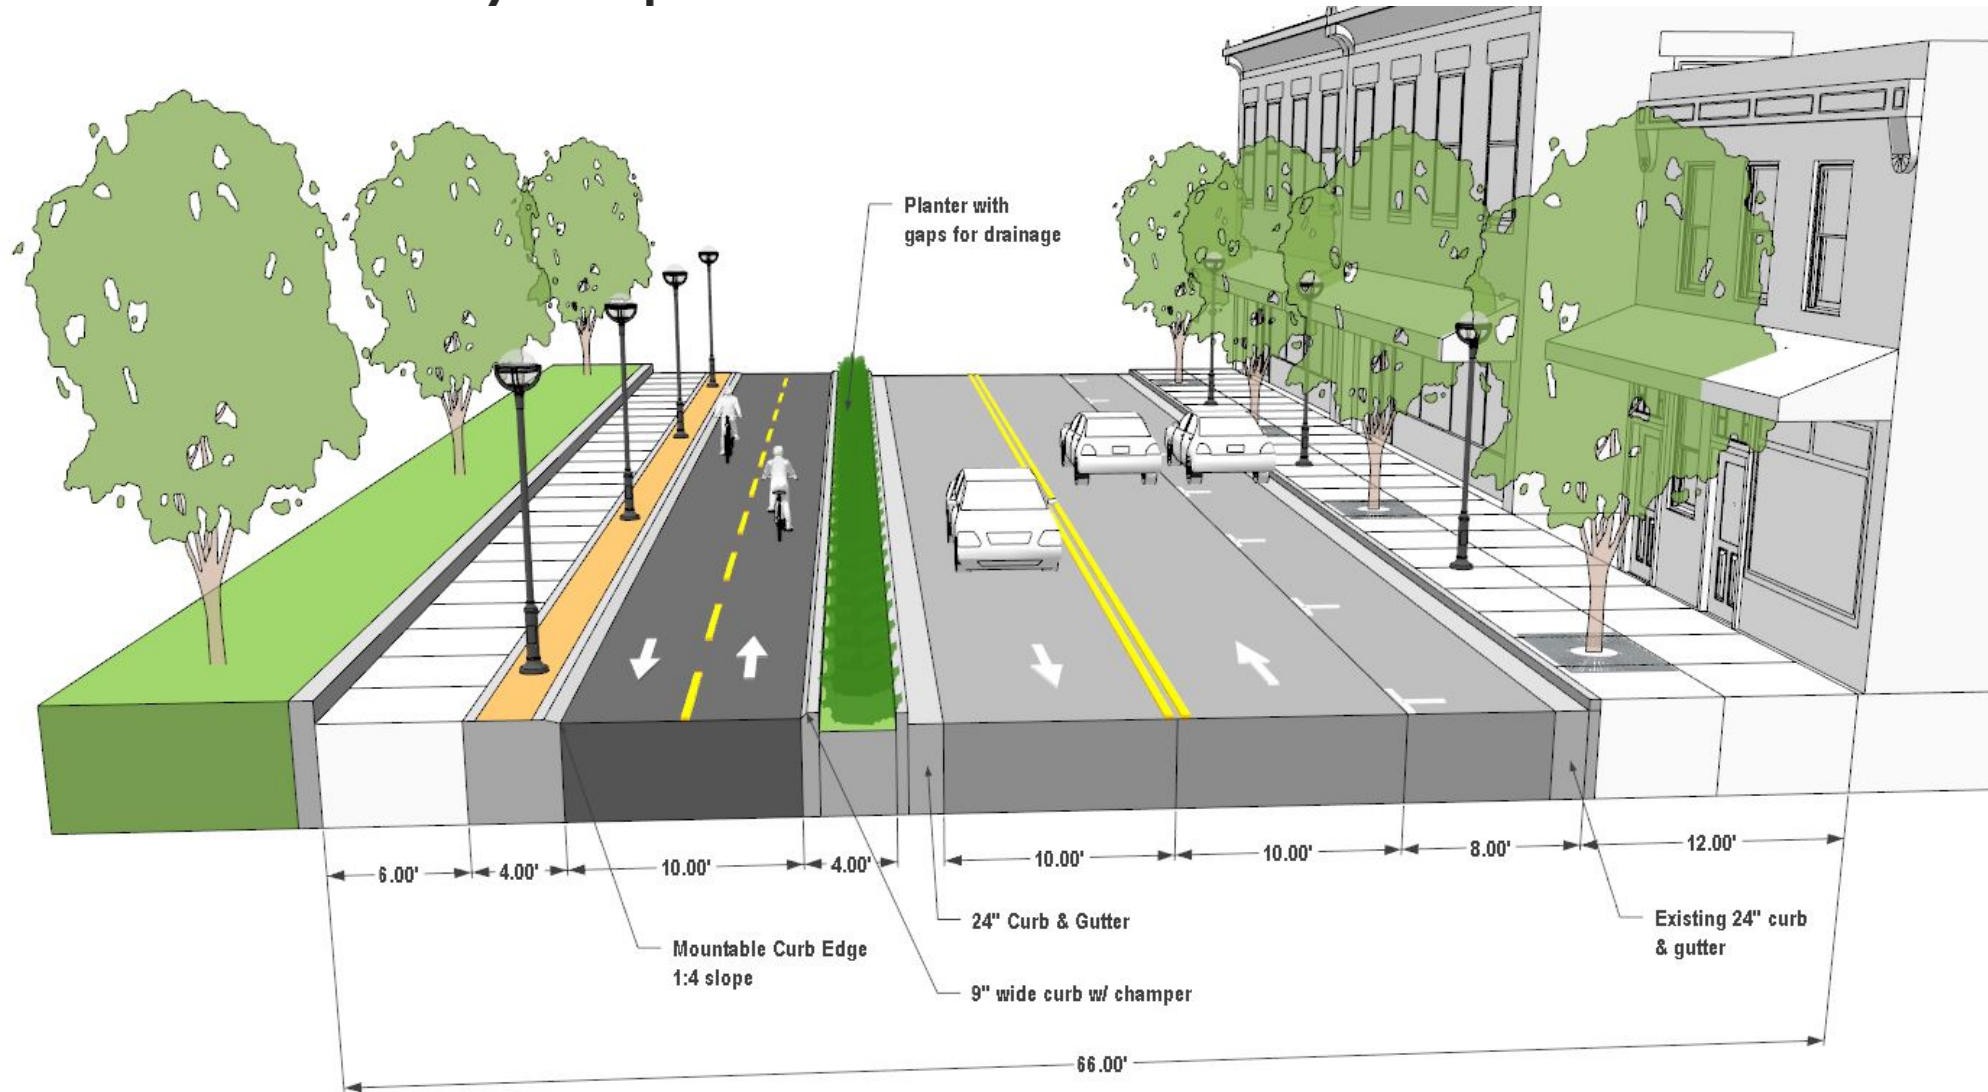 Planter with
gaps for drainage
6.00'
4.00'
10.00'
4.00'
10.00'
10.00'
8.00'
12.00'
24" Curb & Gutter
Existing 24" curb
& gutter
Mountable Curb Edge
1:4 slope
9" wide curb w/ champer
66.00'